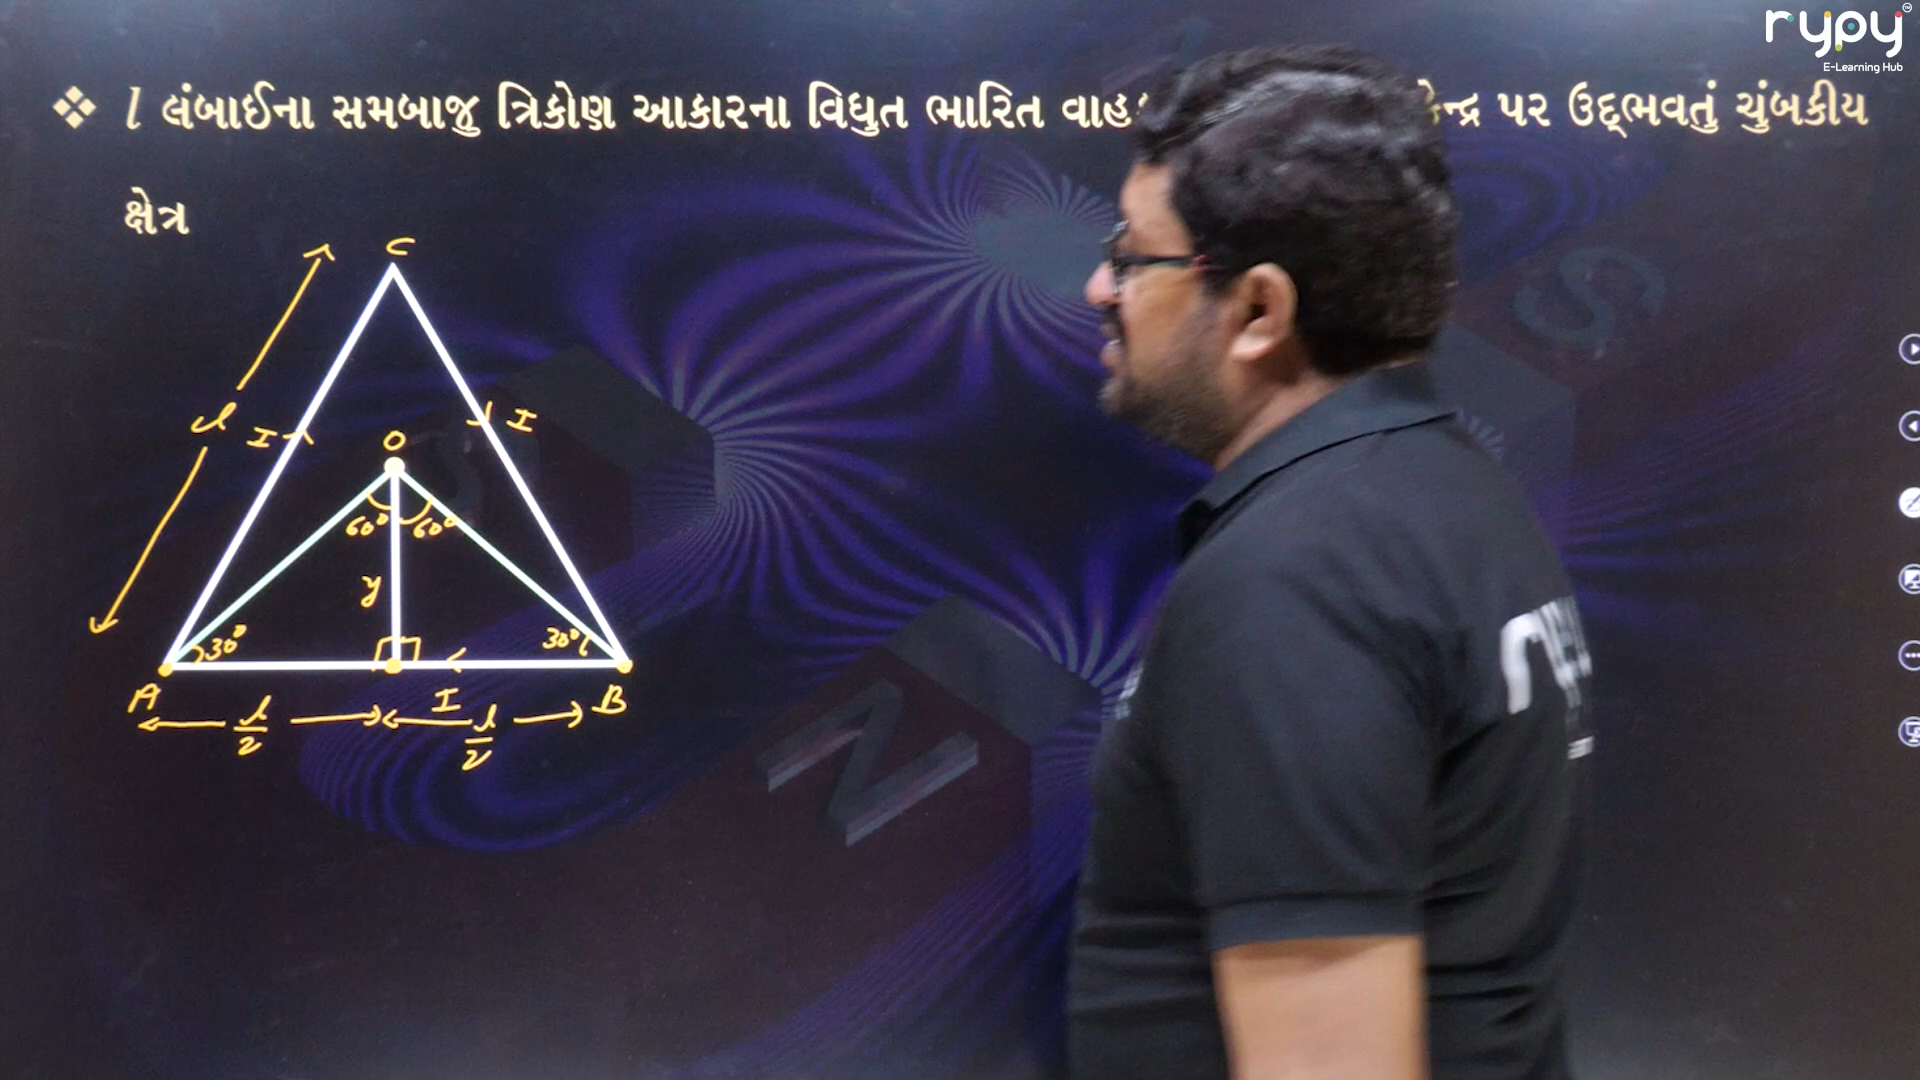 rypy
E-Learning Hub
❖ l લંબાઈના સમબાજુ ત્રિકોણ આકારના વિદ્યુત ભારિત પર ઉદ્ભવતું ચુંબકીય
ક્ષેત્ર
C
l
I
I
O
60° 60°
y
30° 30°
A I B
l/2 l/2
N
S